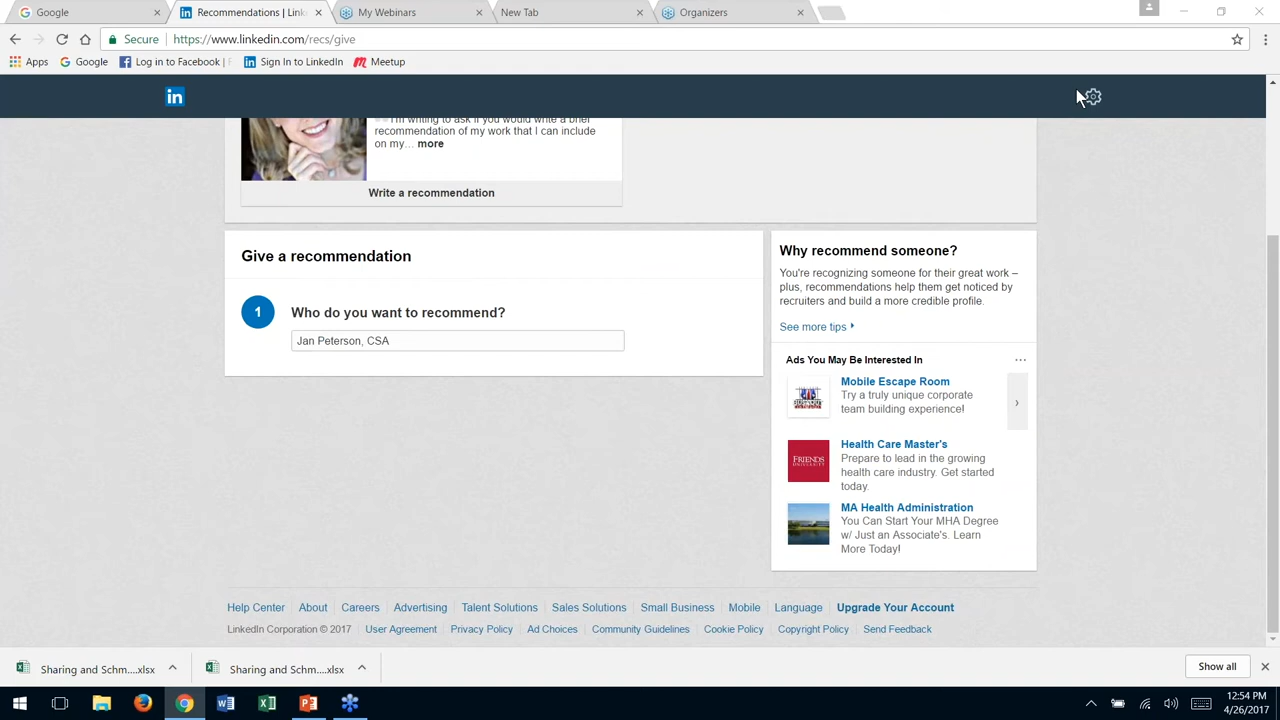 Google
Recommendations | Link
My Webinars
New Tab
Organizers
Secure
https://www.linkedin.com/recs/give
Apps
Google
Log in to Facebook | F
Sign In to LinkedIn
Meetup
in
I'm writing to ask if you would write a brief
recommendation of my work that I can include
on my… more
Write a recommendation
Give a recommendation
1
Who do you want to recommend?
Jan Peterson, CSA
Why recommend someone?
You're recognizing someone for their great work –
plus, recommendations help them get noticed by
recruiters and build a more credible profile.
See more tips
Ads You May Be Interested In
Mobile Escape Room
Try a truly unique corporate
team building experience!
FRIENDS
UNIVERSITY
Health Care Master's
Prepare to lead in the growing
health care industry. Get started
today.
MA Health Administration
You Can Start Your MHA Degree
w/ Just an Associate's. Learn
More Today!
Help Center
About
Careers
Advertising
Talent Solutions
Sales Solutions
Small Business
Mobile
Language
Upgrade Your Account
LinkedIn Corporation © 2017
User Agreement
Privacy Policy
Ad Choices
Community Guidelines
Cookie Policy
Copyright Policy
Send Feedback
Sharing and Schm....xlsx
Sharing and Schm....xlsx
Show all
12:54 PM
4/26/2017